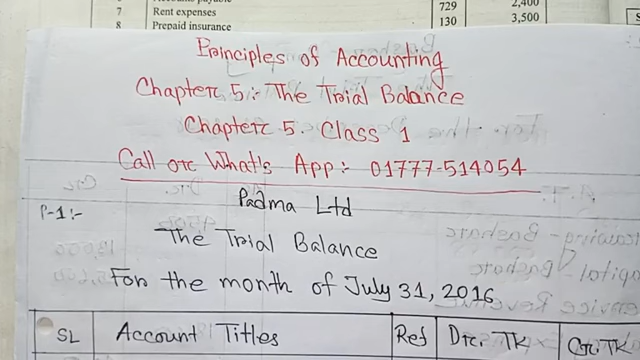 Accounts payable
7 Rent expenses 729 2,400
8 Prepaid insurance 130 3,500
Principles of Accounting
Chapter 5:- The Trial Balance
Chapter 5. Class 1
Call or What's App:- 01777-514054
Padma Ltd
P-1:-
The Trial Balance
For the month of July 31, 2016
SL Account Titles Ref Dr. TK Cr. TK